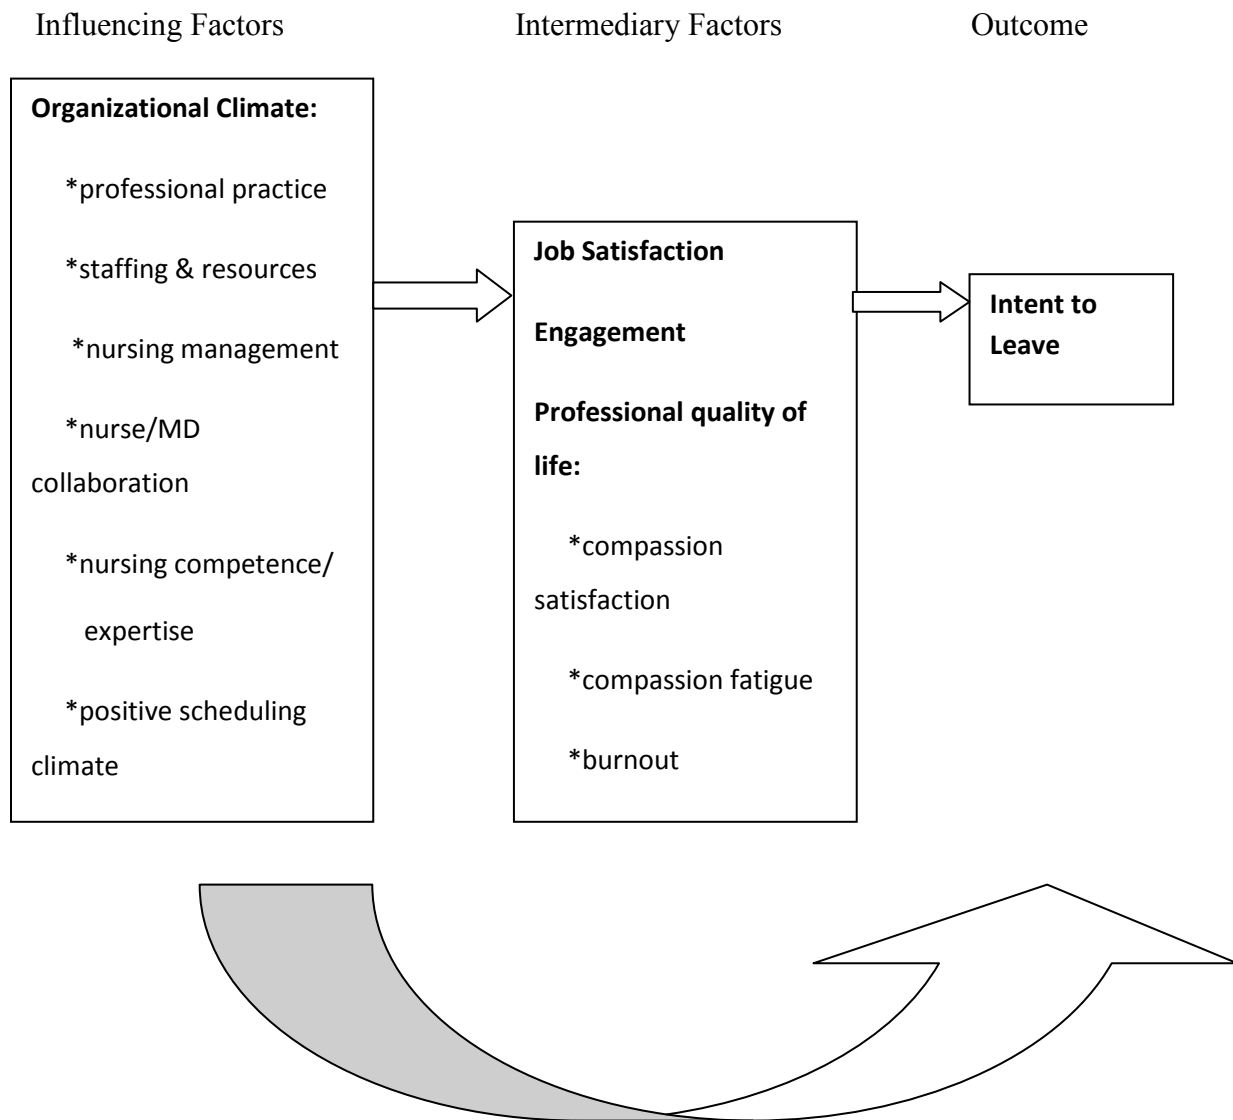 Influencing Factors
Intermediary Factors
Outcome
Organizational Climate:
*professional practice
*staffing & resources
*nursing management
*nurse/MD
collaboration
*nursing competence/
expertise
*positive scheduling
climate
Job Satisfaction
Engagement
Professional quality of
life:
*compassion
satisfaction
*compassion fatigue
*burnout
Intent to
Leave